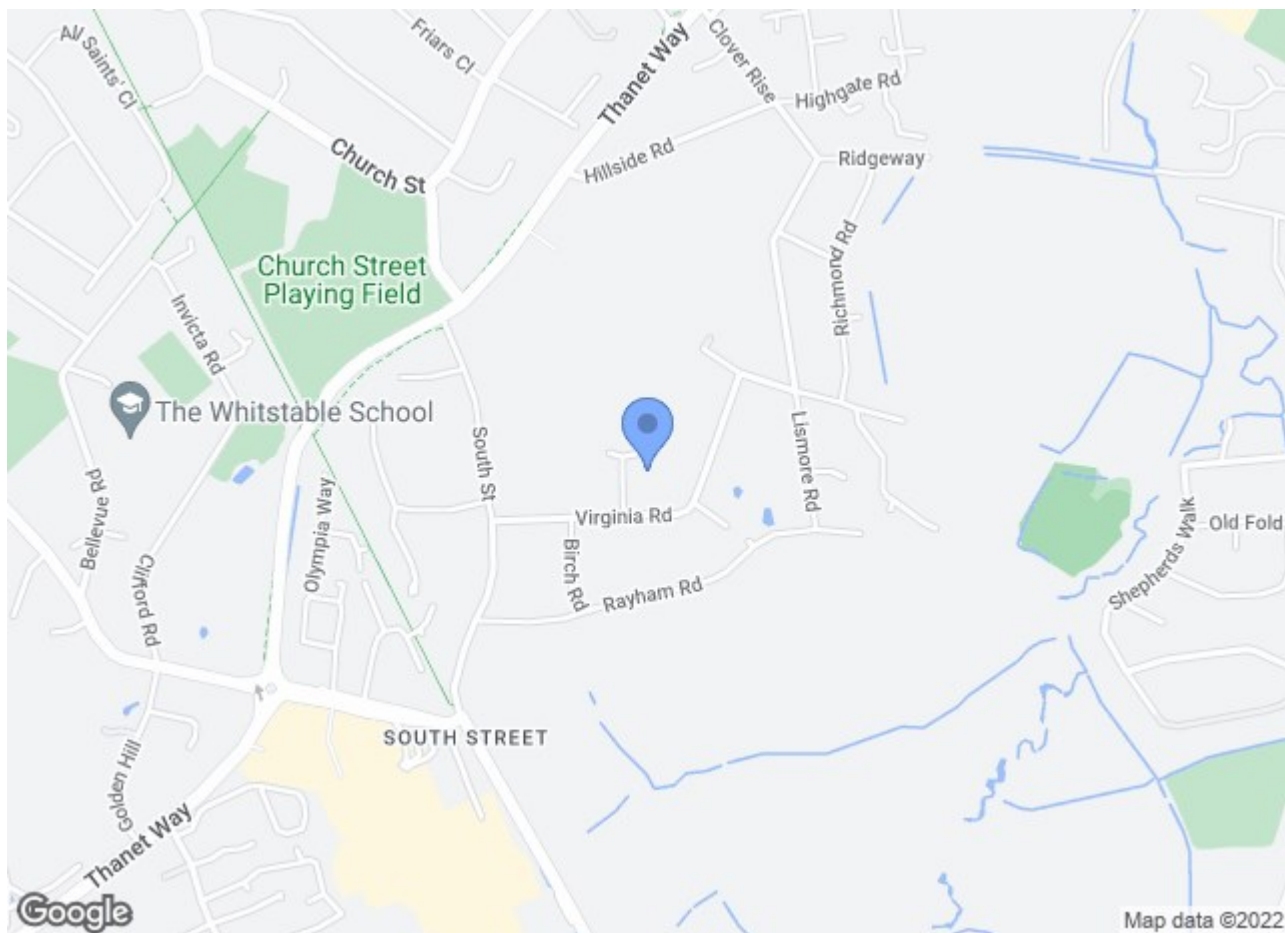 All Saints' Cl
Friars Cl
Thanet Way
Clover Rise
Highgate Rd
Church St
Hillside Rd
Ridgeway
Church Street
Playing Field
Richmond Rd
Invicta Rd
The Whitstable School
Lismore Rd
South St
Bellevue Rd
Olympia Way
Virginia Rd
Shepherds Walk
Old Fold
Clifford Rd
Birch Rd
Rayham Rd
SOUTH STREET
Golden Hill
Thanet Way
Google
Map data ©2022